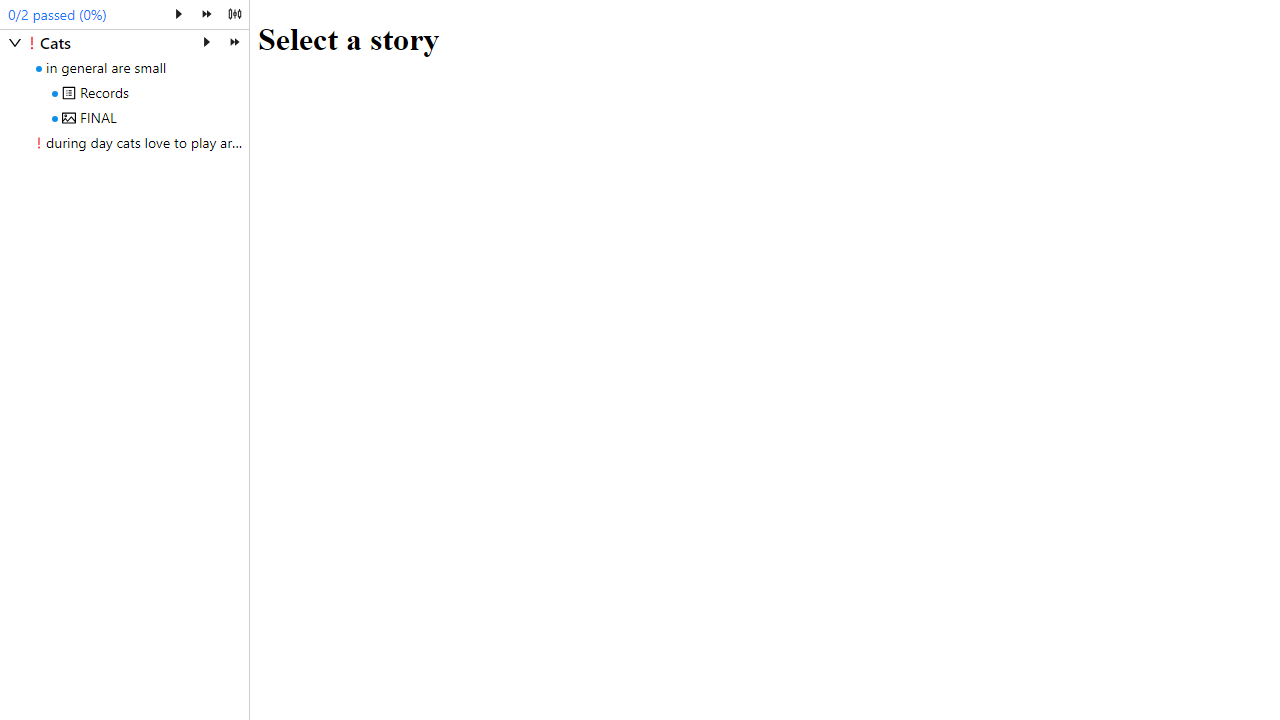 0/2 passed (0%)
Cats
in general are small
Records
FINAL
during day cats love to play ar...
Select a story